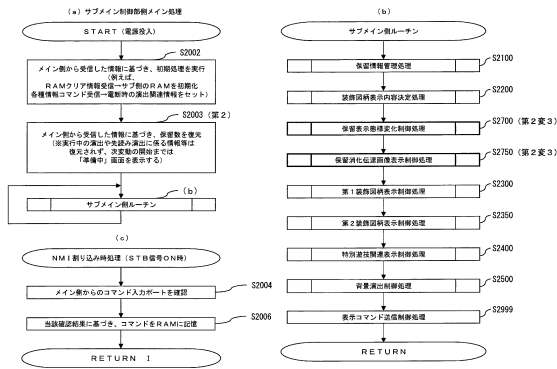 (a) サブメイン制御部側メイン処理
START(電源投入)
S2002
メイン側から受信した情報に基づき、初期処理を実行
(例えば、
RAMクリア情報受信→サブ側のRAMを初期化
各種情報コマンド受信→電断時の演出関連情報をセット)
S2003(第2)
メイン側から受信した情報に基づき、保留数を復元
(※実行中の演出や先読み演出に係る情報等は
復元されず、次変動の開始までは
「準備中」画面を表示する)
(b)
サブメイン側ルーチン
(c)
NMI割り込み時処理(STB信号ON時)
S2004
メイン側からのコマンド入力ポートを確認
S2006
当該確認結果に基づき、コマンドをRAMに記憶
RETURN I
(b)
サブメイン側ルーチン
S2100
保留情報管理処理
S2200
装飾図柄表示内容決定処理
S2700(第2変3)
保留表示態様変化制御処理
S2750(第2変3)
保留消化伝達画像表示制御処理
S2300
第1装飾図柄表示制御処理
S2350
第2装飾図柄表示制御処理
S2400
特別遊技関連表示制御処理
S2500
背景演出制御処理
S2999
表示コマンド送信制御処理
RETURN